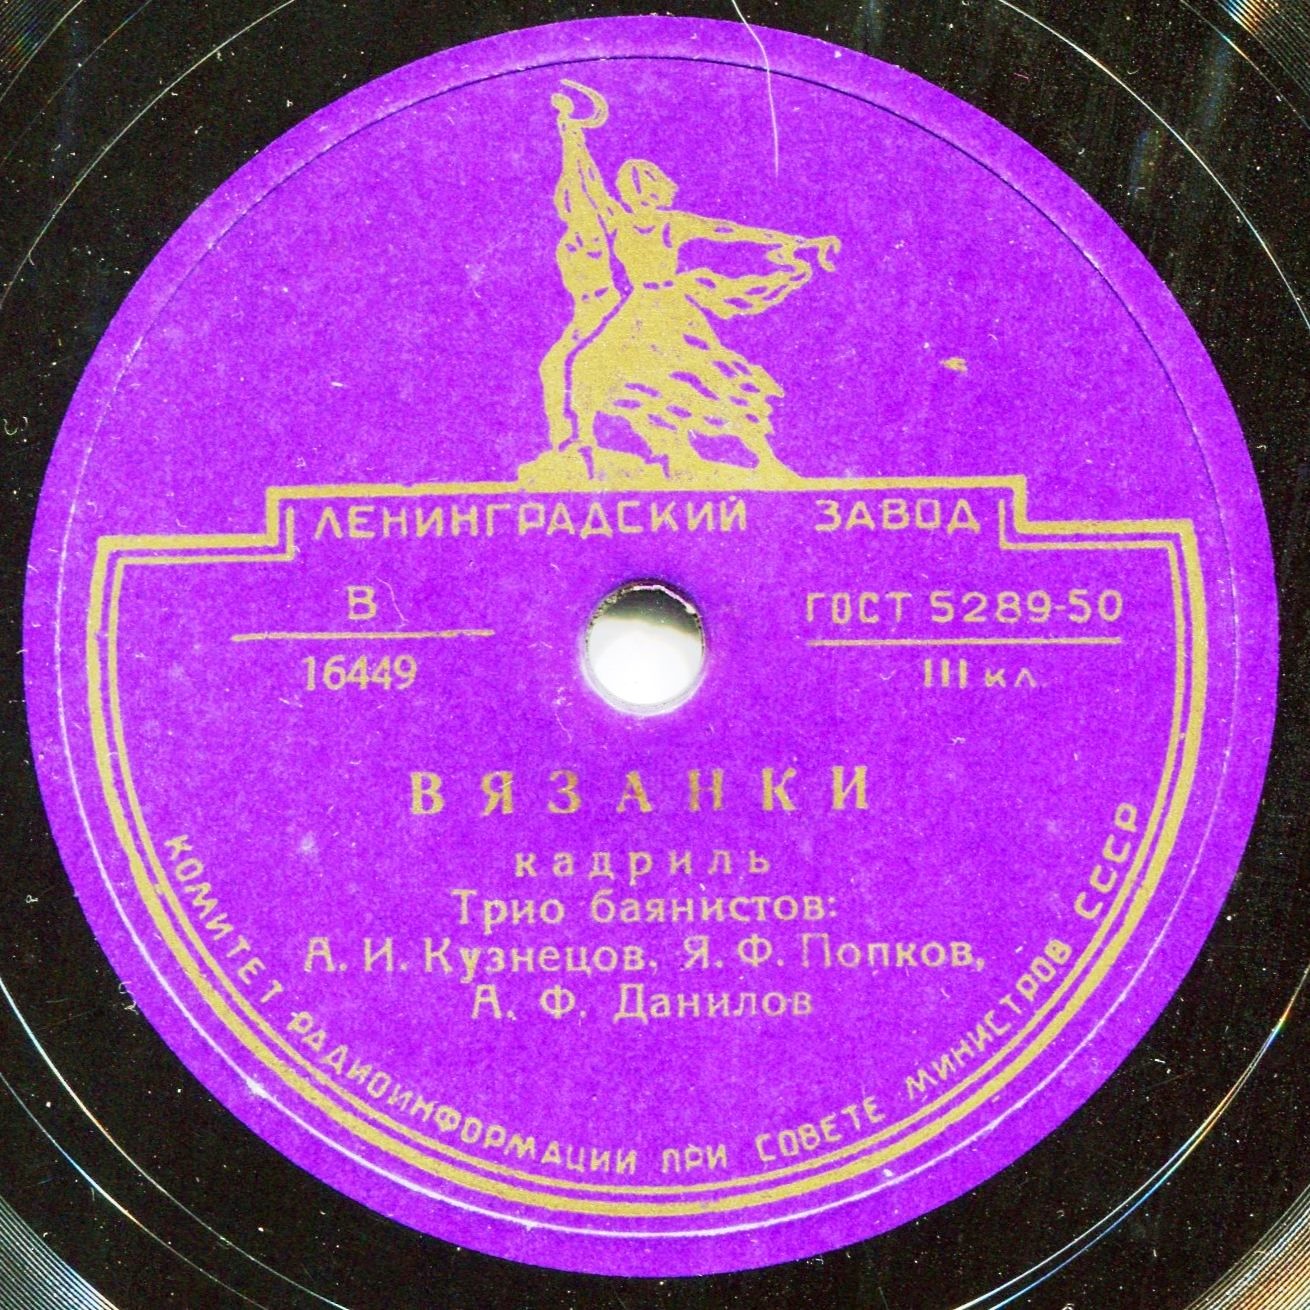 ЛЕНИНГРАДСКИЙ ЗАВОД
В
16449
ГОСТ 5289-50
III кл.
ВЯЗАНКИ
кадриль
Трио баянистов:
А. И. Кузнецов, Я. Ф. Попков,
А. Ф. Данилов
КОМИТЕТ РАДИОИНФОРМАЦИИ ПРИ СОВЕТЕ МИНИСТРОВ СССР